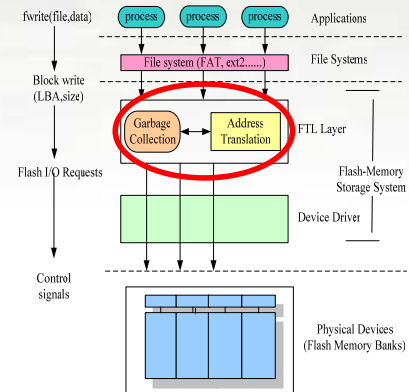 fwrite(file,data)
process
process
process
Applications
File system (FAT, ext2......)
File Systems
Block write
(LBA,size)
Garbage
Collection
Address
Translation
FTL Layer
Flash I/O Requests
Flash-Memory
Storage System
Device Driver
Control
signals
Physical Devices
(Flash Memory Banks)